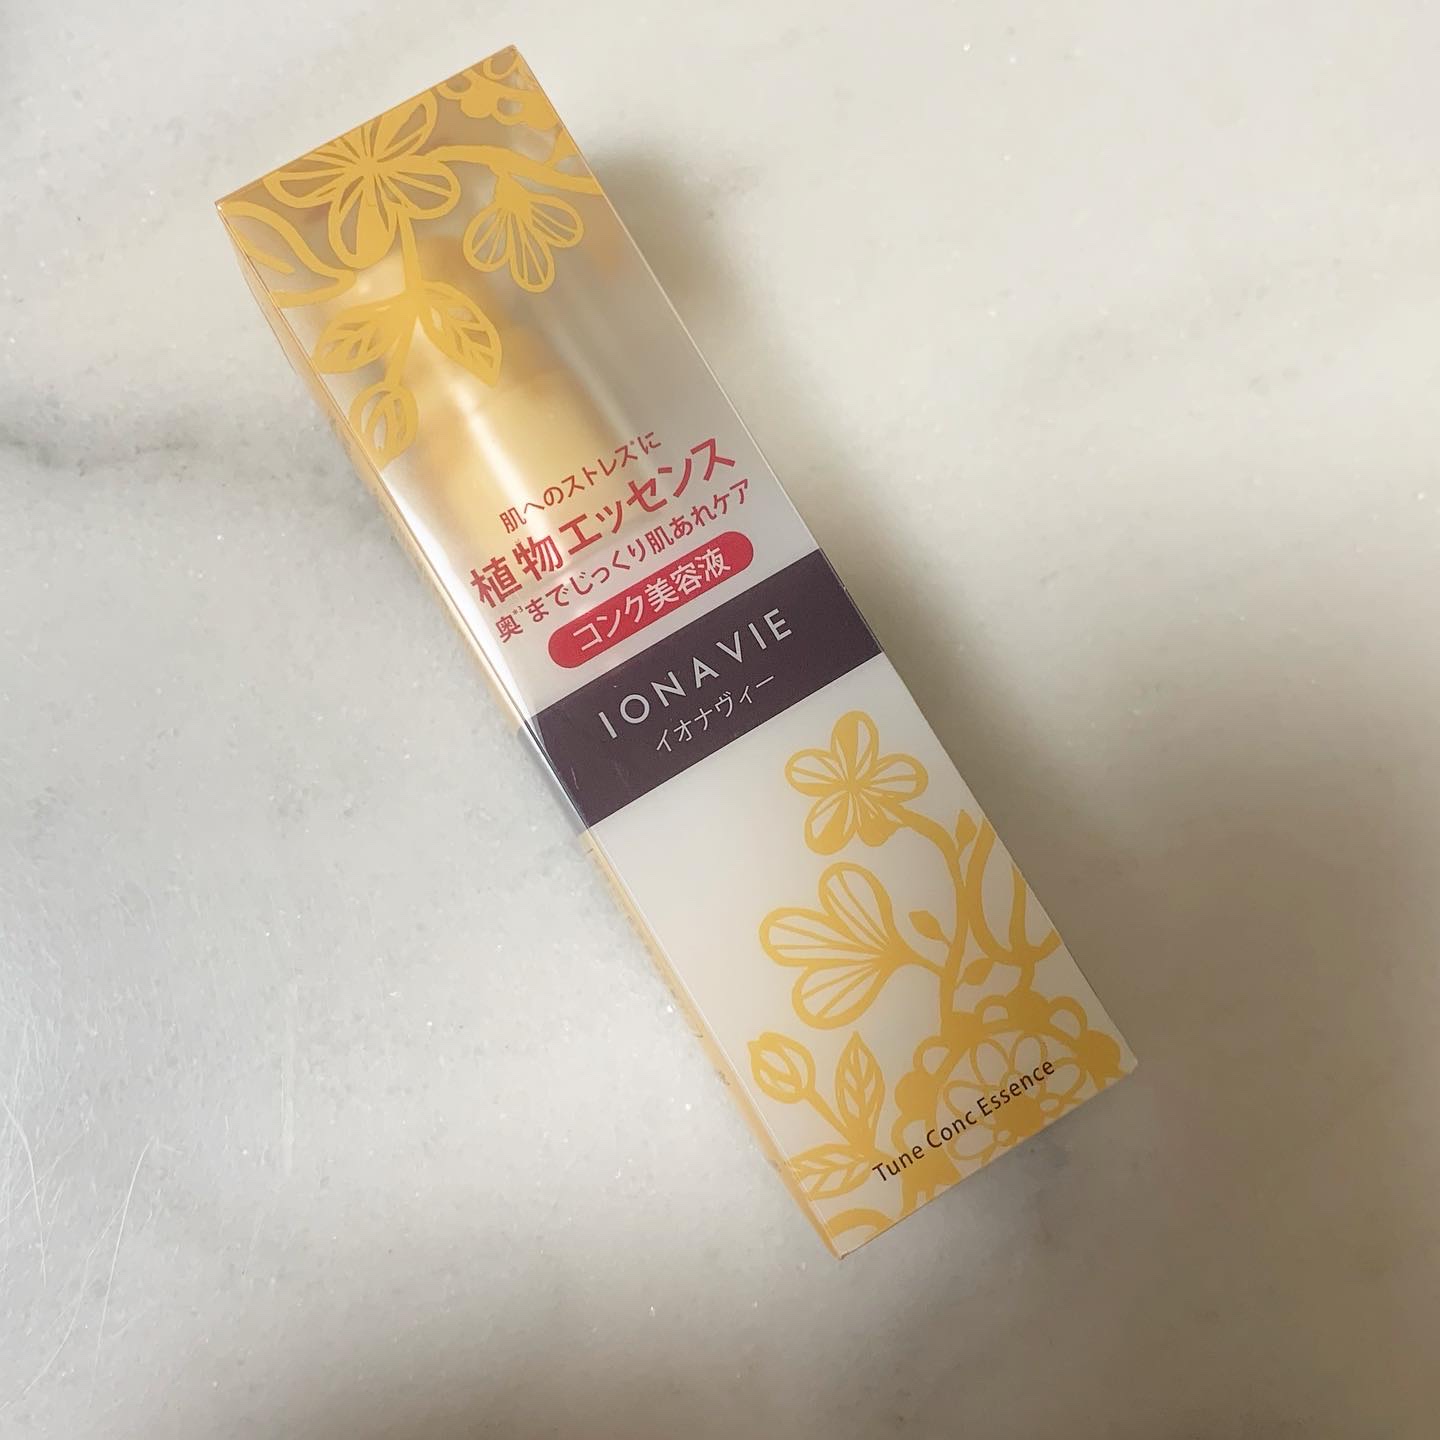 肌へのストレス*に
植物エッセンス
奥*³までじっくり肌あれケア
コンク美容液
IONAVIE
イオナヴィー
Tune Conc Essence